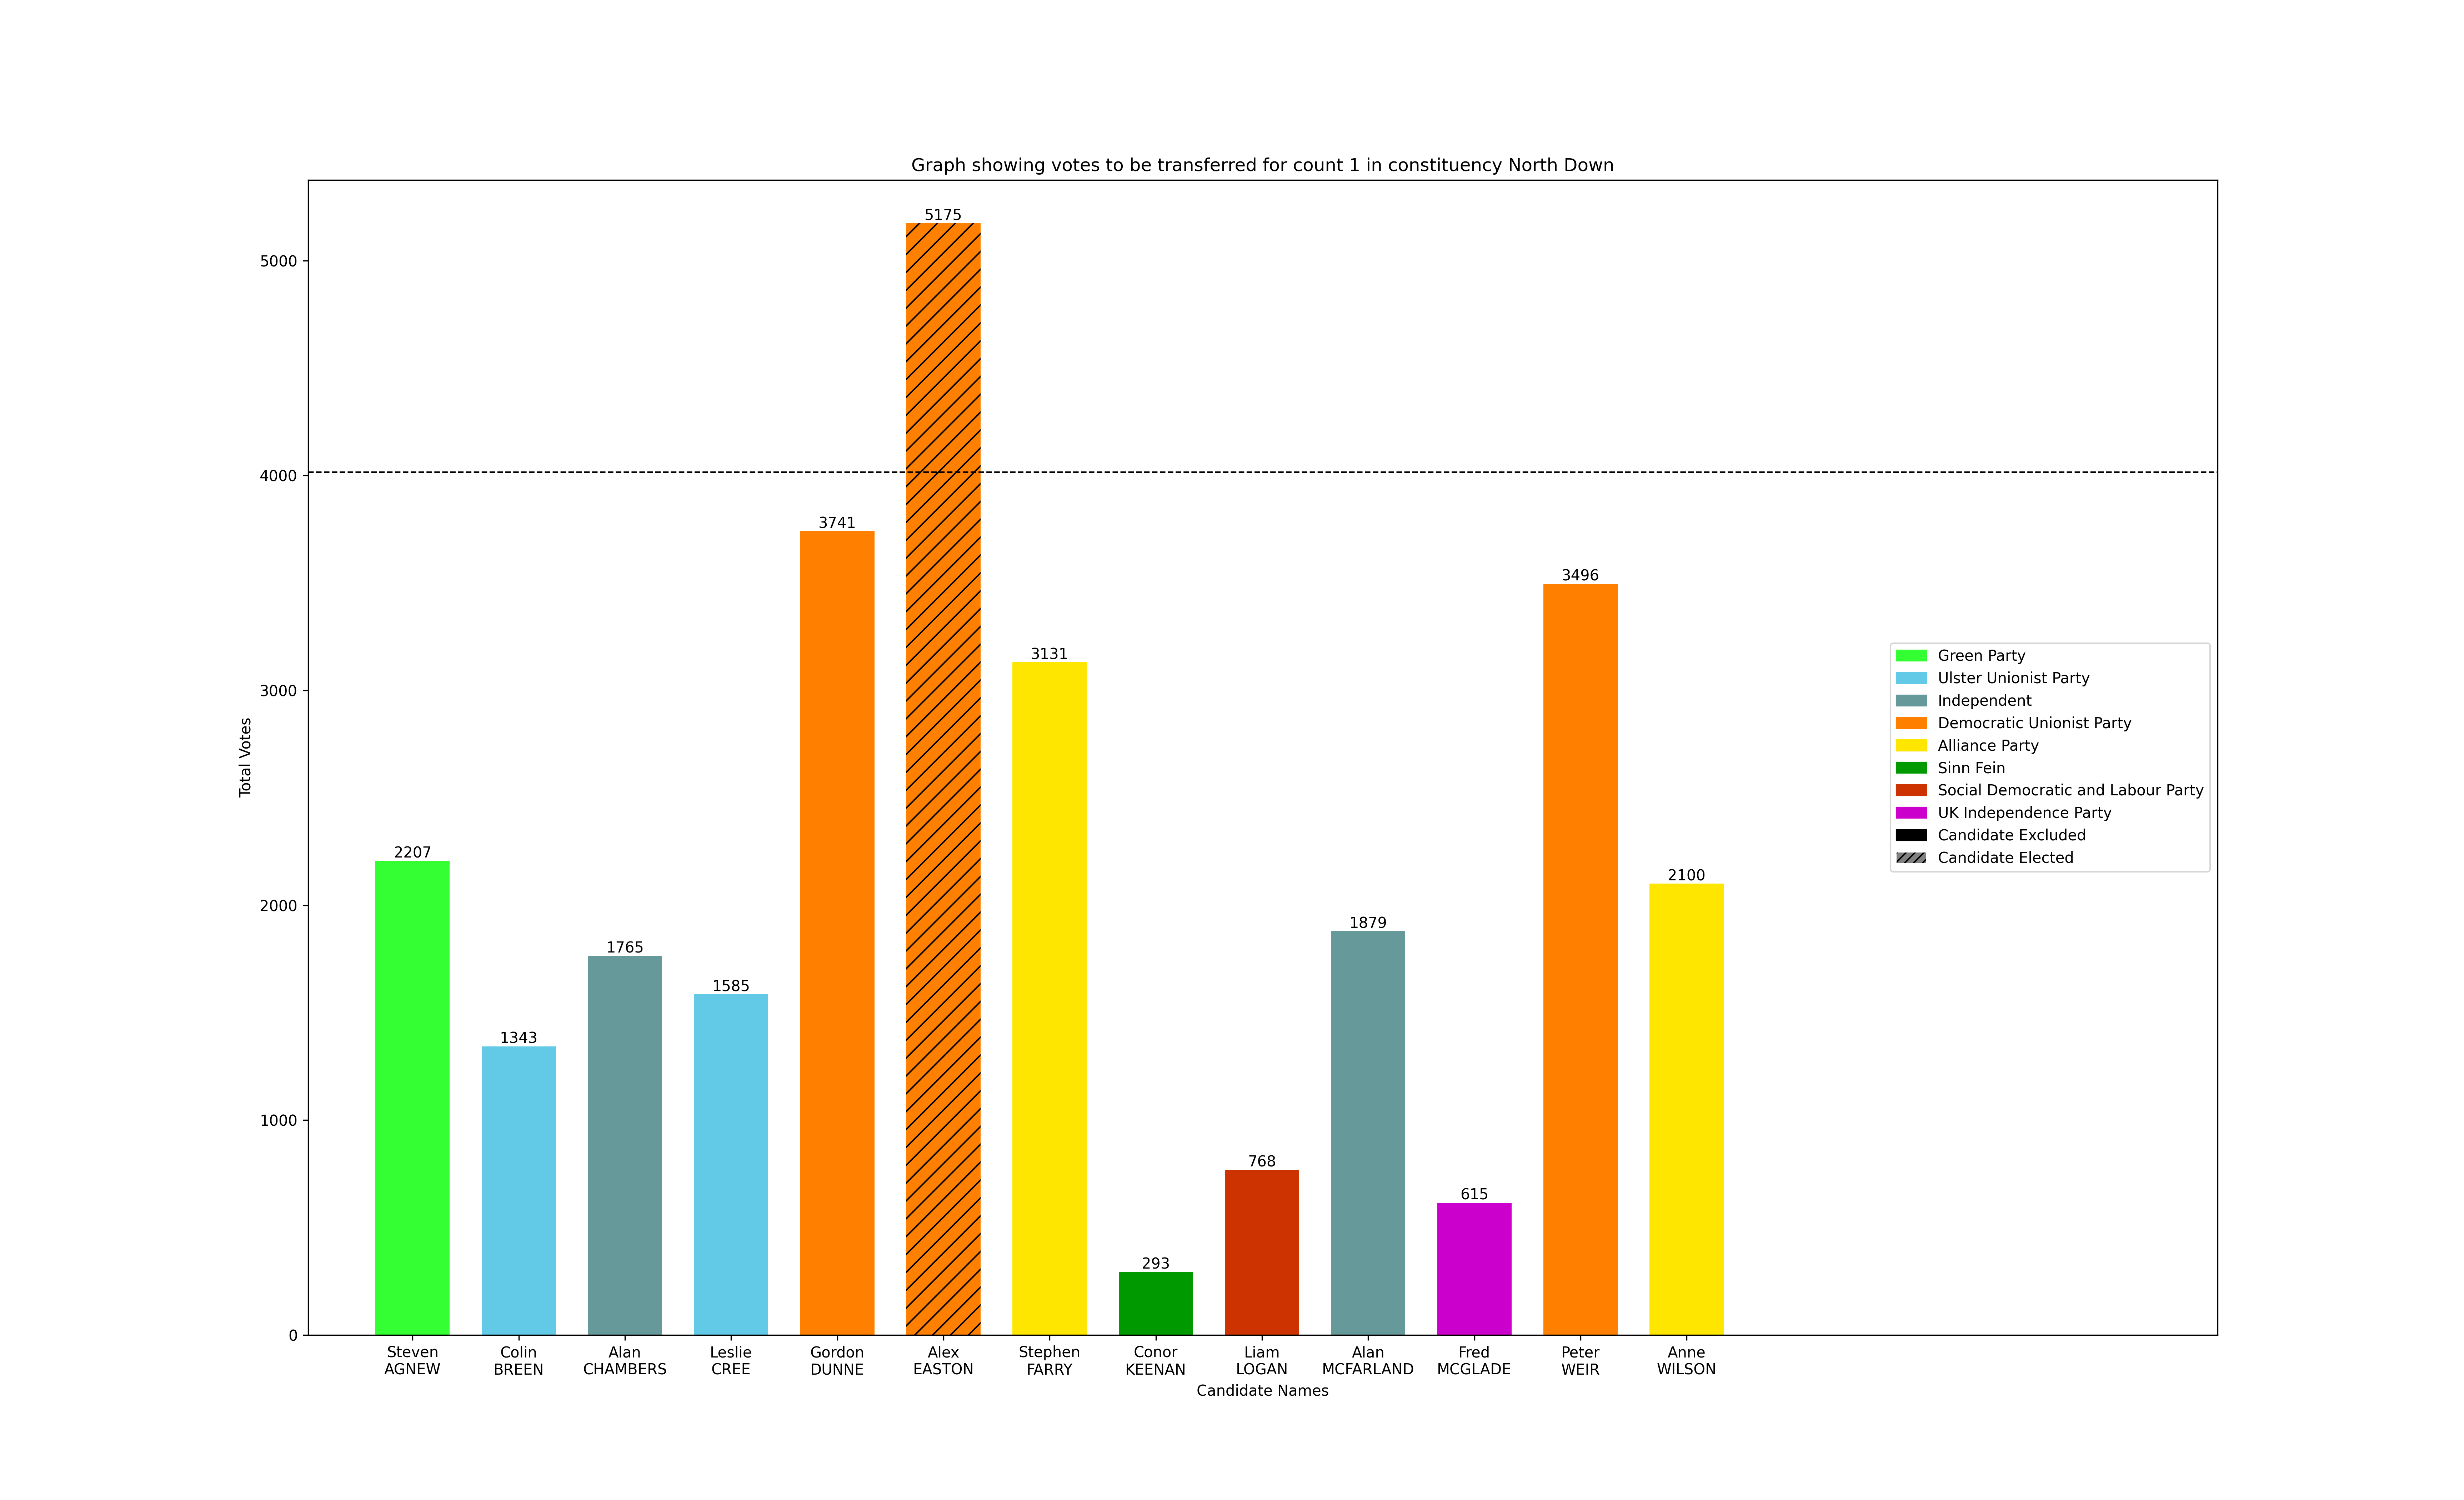 Graph showing votes to be transferred for count 1 in constituency North Down
Total Votes
5000
4000
3000
2000
1000
0
2207
1343
1765
1585
3741
5175
3131
293
768
1879
615
3496
2100
Steven
AGNEW
Colin
BREEN
Alan
CHAMBERS
Leslie
CREE
Gordon
DUNNE
Alex
EASTON
Stephen
FARRY
Conor
KEENAN
Liam
LOGAN
Alan
MCFARLAND
Fred
MCGLADE
Peter
WEIR
Anne
WILSON
Candidate Names
Green Party
Ulster Unionist Party
Independent
Democratic Unionist Party
Alliance Party
Sinn Fein
Social Democratic and Labour Party
UK Independence Party
Candidate Excluded
Candidate Elected